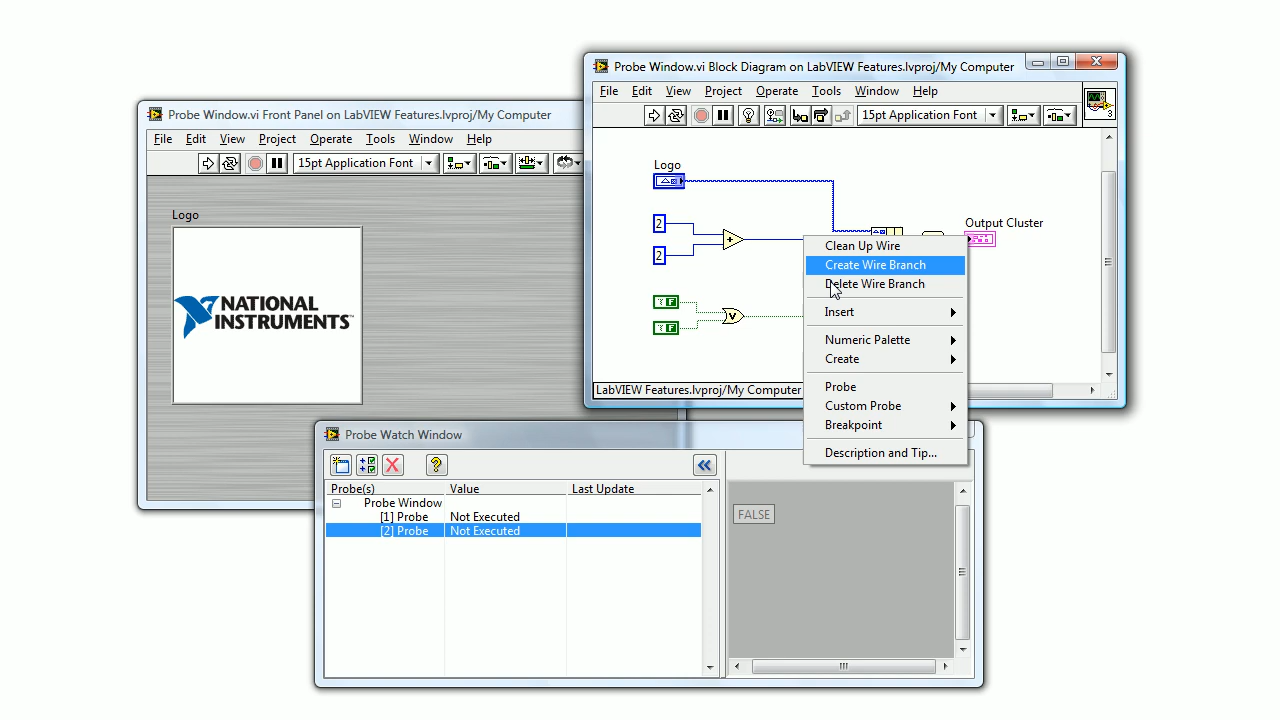 Probe Window.vi Block Diagram on LabVIEW Features.lvproj/My Computer
File Edit View Project Operate Tools Window Help
15pt Application Font
3
Logo
2
2
T F
T F
Output Cluster
LabVIEW Features.lvproj/My Computer
Clean Up Wire
Create Wire Branch
Delete Wire Branch
Insert
Numeric Palette
Create
Probe
Custom Probe
Breakpoint
Description and Tip...
Probe Window.vi Front Panel on LabVIEW Features.lvproj/My Computer
File Edit View Project Operate Tools Window Help
15pt Application Font
Logo
NATIONAL
INSTRUMENTS™
Probe Watch Window
Probe(s) Value Last Update
Probe Window
[1] Probe Not Executed
[2] Probe Not Executed
FALSE